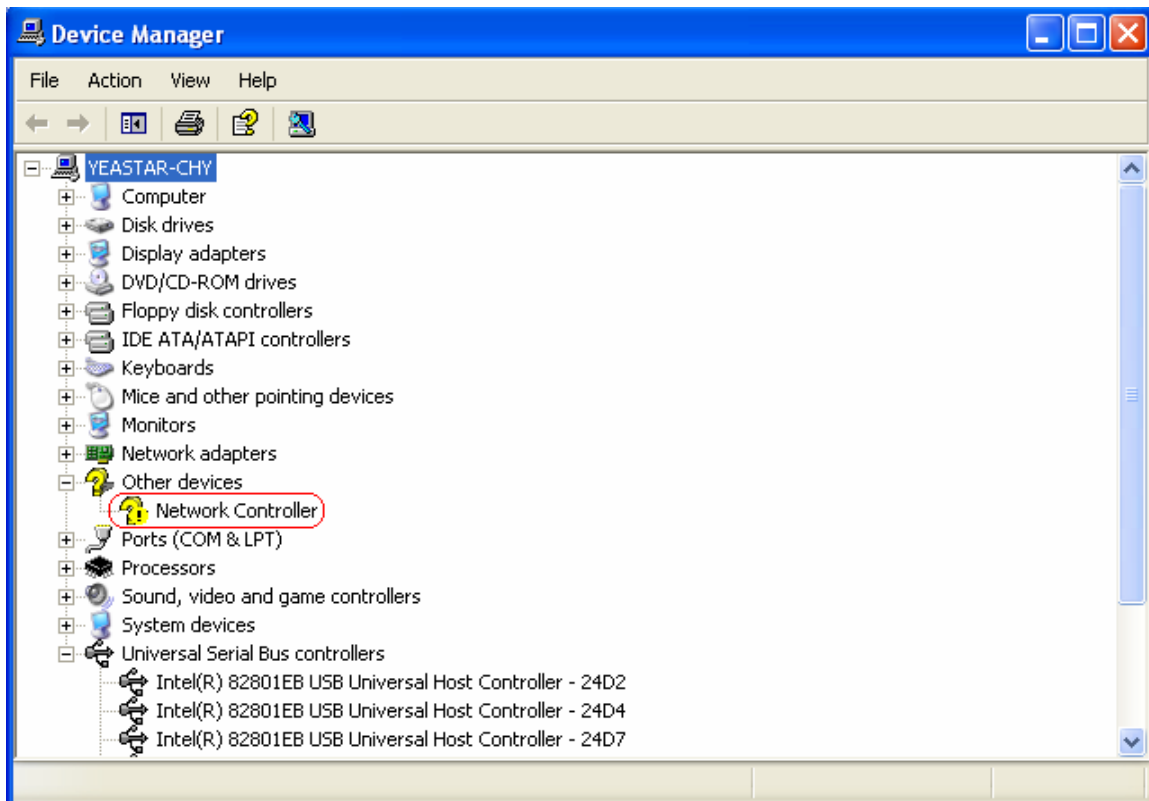 Device Manager
File Action View Help
YEASTAR-CHY
Computer
Disk drives
Display adapters
DVD/CD-ROM drives
Floppy disk controllers
IDE ATA/ATAPI controllers
Keyboards
Mice and other pointing devices
Monitors
Network adapters
Other devices
Network Controller
Ports (COM & LPT)
Processors
Sound, video and game controllers
System devices
Universal Serial Bus controllers
Intel(R) 82801EB USB Universal Host Controller - 24D2
Intel(R) 82801EB USB Universal Host Controller - 24D4
Intel(R) 82801EB USB Universal Host Controller - 24D7